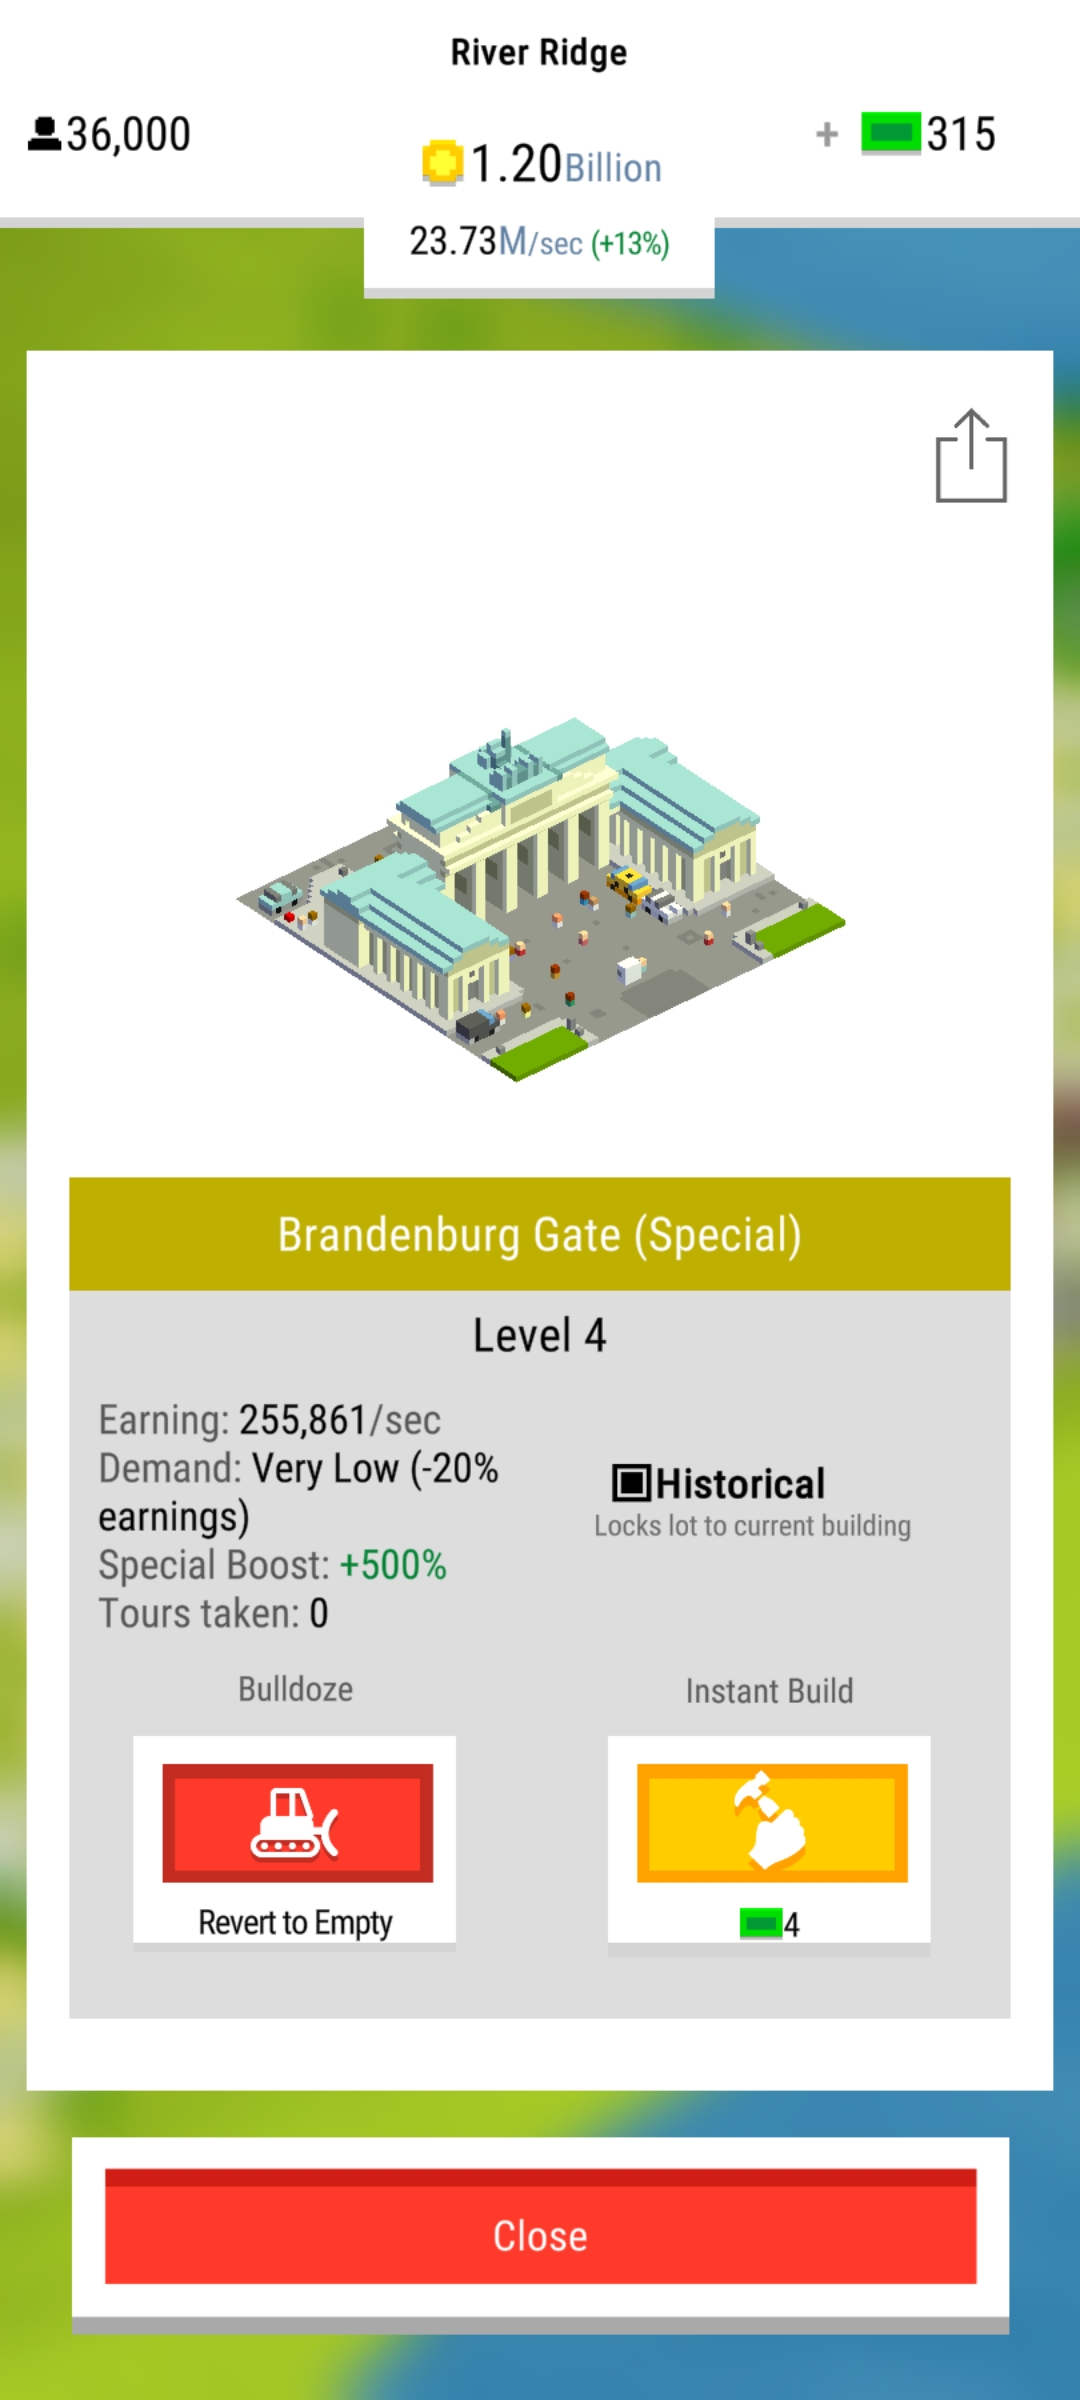 River Ridge
36,000
1.20Billion
+ 315
23.73M/sec (+13%)
Brandenburg Gate (Special)
Level 4
Earning: 255,861/sec
Demand: Very Low (-20%
earnings)
Special Boost: +500%
Tours taken: 0
Historical
Locks lot to current building
Bulldoze
Instant Build
Revert to Empty
4
Close